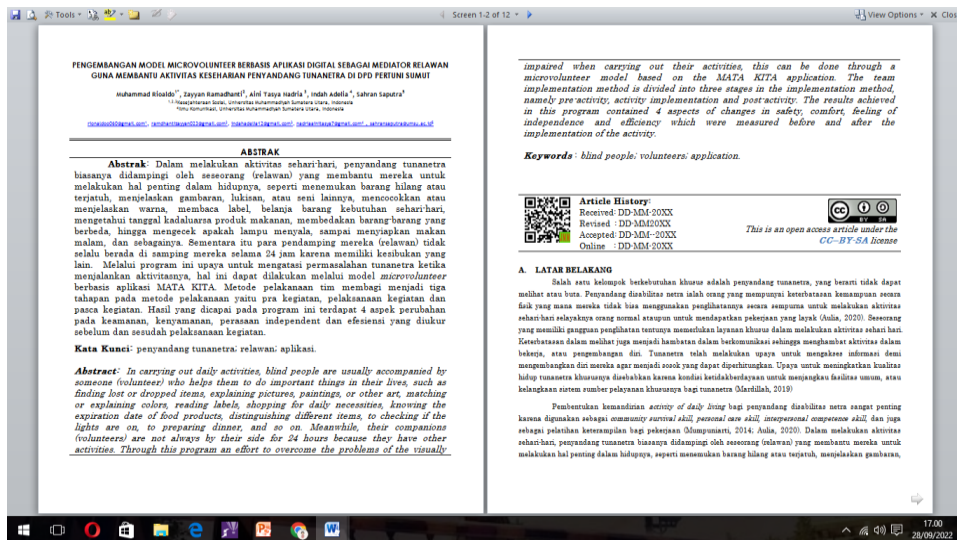 Tools
Screen 1-2 of 12
View Options
Clos
PENGEMBANGAN MODEL MICROVOLUNTEER BERBASIS APLIKASI DIGITAL SEBAGAI MEDIATOR RELAWAN
GUNA MEMBANTU AKTIVITAS KESEHARIAN PENYANDANG TUNANETRA DI DPD PERTUNI SUMUT
Muhammad Risaldo1*, Zayyan Ramadhanti2, Aini Tasya Hadria 3, Indah Adelia 4, Sahran Saputra5
Kesejahteraan Sosial, Universitas Muhammadiyah Sumatera Utara, Indonesia
Ilmu Komunikasi, Universitas Muhammadiyah Sumatera Utara, Indonesia
ABSTRAK
Abstrak: Dalam melakukan aktivitas sehari-hari, penyandang tunanetra
biasanya didampingi oleh seseorang (relawan) yang membantu mereka untuk
melakukan hal penting dalam hidupnya, seperti menemukan barang hilang atau
terjatuh, menjelaskan gambaran, lukisan, atau seni lainnya, mencocokkan atau
menjelaskan warna, membaca label, belanja barang kebutuhan sehari-hari,
mengetahui tanggal kadaluarsa produk makanan, membedakan barang-barang yang
berbeda, hingga mengecek apakah lampu menyala, sampai menyiapkan makan
malam, dan sebagainya. Sementara itu para pendamping mereka (relawan) tidak
selalu berada di samping mereka selama 24 jam karena memiliki kesibukan yang
lain. Melalui program ini upaya untuk mengatasi permasalahan tunanetra ketika
menjalankan aktivitasnya, hal ini dapat dilakukan melalui model microvolunteer
berbasis aplikasi MATA KITA. Metode pelakanaan tim membagi menjadi tiga
tahapan pada metode pelakanaan yaitu pra kegiatan, pelaksanaan kegiatan dan
pasca kegiatan. Hasil yang dicapai pada program ini terdapat 4 aspek perubahan
pada keamanan, kenyamanan, perasaan independent dan efesiensi yang diukur
sebelum dan sesudah pelaksanaan kegiatan.
Kata Kunci: penyandang tunanetra; relawan; aplikasi.
Abstract: In carrying out daily activities, blind people are usually accompanied by
someone (volunteer) who helps them to do important things in their lives, such as
finding lost or dropped items, explaining pictures, paintings, or other art, matching
or explaining colors, reading labels, shopping for daily necessities, knowing the
expiration date of food products, distinguishing different items, to checking if the
lights are on, to preparing dinner, and so on. Meanwhile, their companions
(volunteers) are not always by their side for 24 hours because they have other
activities. Through this program an effort to overcome the problems of the visually
impaired when carrying out their activities, this can be done through a
microvolunteer model based on the MATA KITA application. The team
implementation method is divided into three stages in the implementation method,
namely pre-activity, activity implementation and post-activity. The results achieved
in this program contained 4 aspects of changes in safety, comfort, feeling of
independence and efficiency which were measured before and after the
implementation of the activity.
Keywords : blind people; volunteers; application.
Article History:
Received: DD-MM-20XX
Revised : DD-MM20XX
Accepted: DD-MM--20XX
Online : DD-MM-20XX
cc BY SA
This is an open access article under the
CC–BY-SA license
A. LATAR BELAKANG
Salah satu kelompok berkebutuhan khusus adalah penyandang tunanetra, yang berarti tidak dapat
melihat atau buta. Penyandang disabilitas netra ialah orang yang mempunyai keterbatasan kemampuan secara
fisik yang mana mereka tidak bisa menggunakan penglihatannya secara sempurna untuk melakukan aktivitas
sehari-hari selayaknya orang normal ataupun untuk mendapatkan pekerjaan yang layak (Aulia, 2020). Seseorang
yang memiliki gangguan penglihatan tentunya memerlukan layanan khusus dalam melakukan aktivitas sehari hari.
Keterbatasan dalam melihat juga menjadi hambatan dalam berkomunikasi sehingga menghambat aktivitas dalam
bekerja, atau pengembangan diri. Tunanetra telah melakukan upaya untuk mengakses informasi demi
mengembangkan diri mereka agar menjadi sosok yang dapat diperhitungkan. Upaya untuk meningkatkan kualitas
hidup tunanetra khususnya disebabkan karena kondisi ketidakberdayaan untuk menjangkau fasilitas umum, atau
kelangkaan sistem sumber pelayanan khususnya bagi tunanetra (Mardillah, 2019)
Pembentukan kemandirian activity of daily living bagi penyandang disabilitas netra sangat penting
karena digunakan sebagai community survival skill, personal care skill, interpersonal competence skill, dan juga
sebagai pelatihan keterampilan bagi pekerjaan (Mumpuniarti, 2014; Aulia, 2020). Dalam melakukan aktivitas
sehari-hari, penyandang tunanetra biasanya didampingi oleh seseorang (relawan) yang membantu mereka untuk
melakukan hal penting dalam hidupnya, seperti menemukan barang hilang atau terjatuh, menjelaskan gambaran,
17.00
28/09/2022